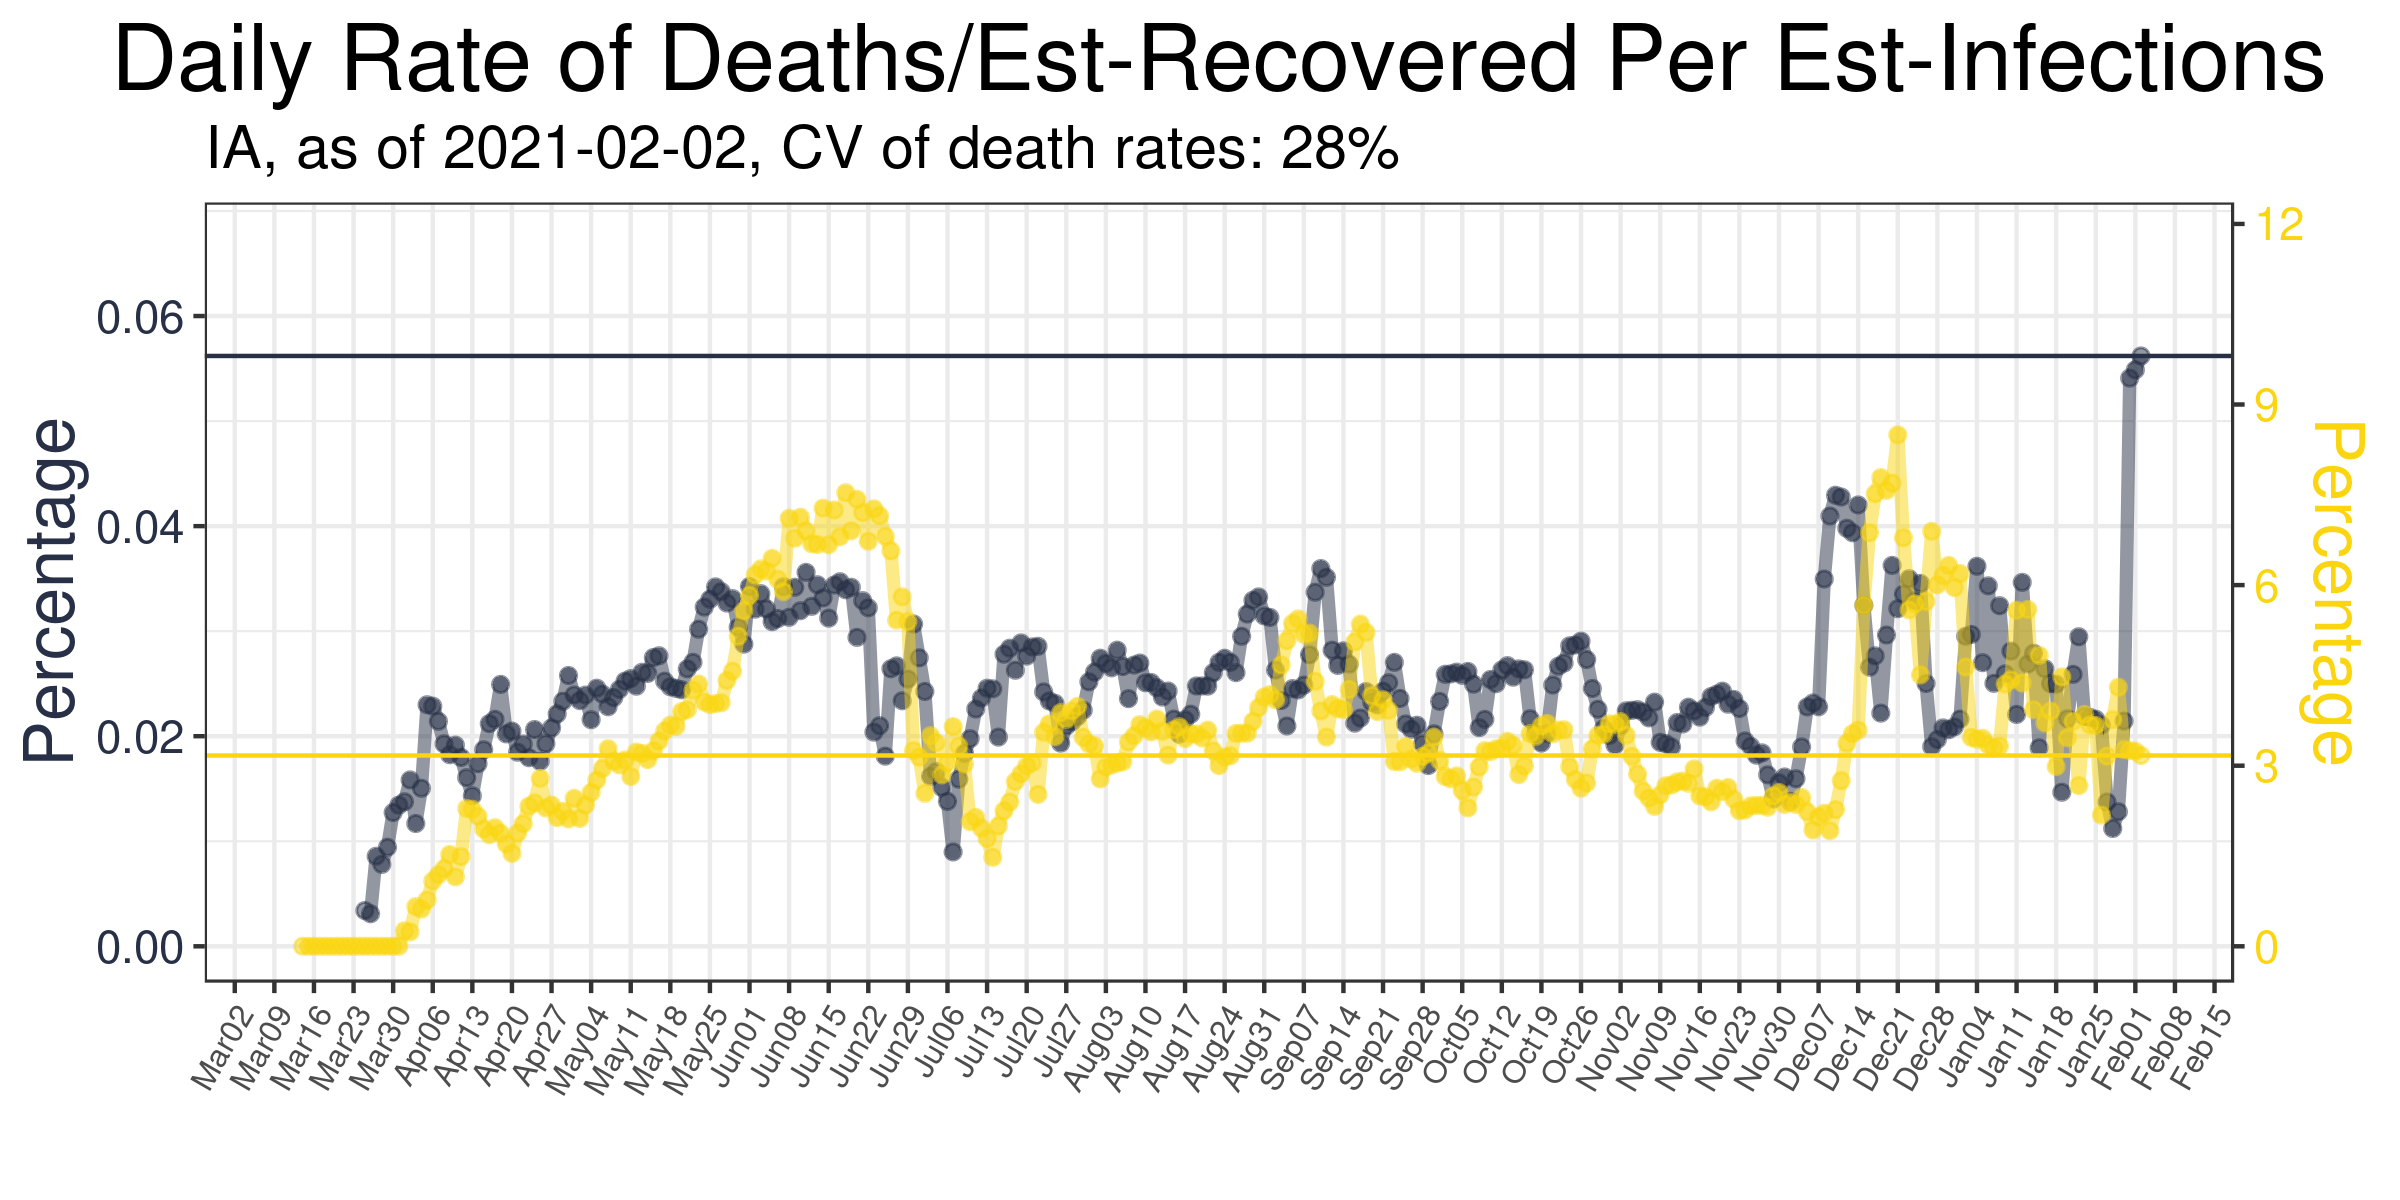 Daily Rate of Deaths/Est-Recovered Per Est-Infections
IA, as of 2021-02-02, CV of death rates: 28%
Percentage
0.06
0.04
0.02
0.00
12
9
6
3
0
Percentage
Mar02 Mar09 Mar16 Mar23 Mar30 Apr06 Apr13 Apr20 Apr27 May04 May11 May18 May25 Jun01 Jun08 Jun15 Jun22 Jun29 Jul06 Jul13 Jul20 Jul27 Aug03 Aug10 Aug17 Aug24 Aug31 Sep07 Sep14 Sep21 Sep28 Oct05 Oct12 Oct19 Oct26 Nov02 Nov09 Nov16 Nov23 Nov30 Dec07 Dec14 Dec21 Dec28 Jan04 Jan11 Jan18 Jan25 Feb01 Feb08 Feb15